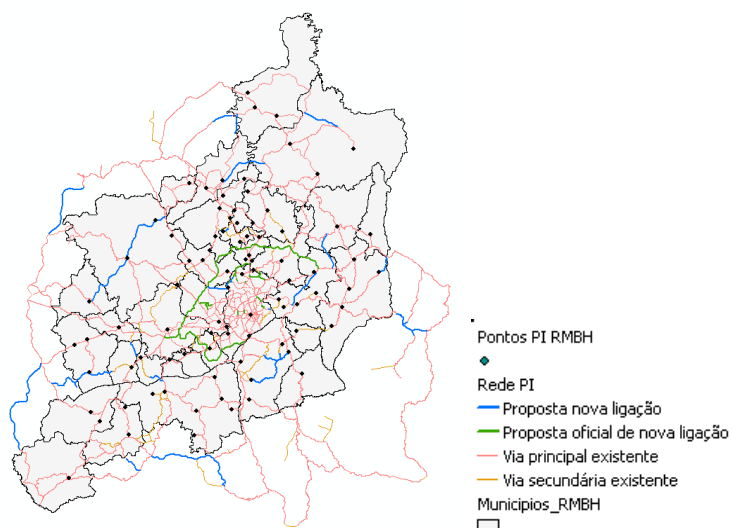 Pontos PI RMBH
Rede PI
Proposta nova ligação
Proposta oficial de nova ligação
Via principal existente
Via secundária existente
Municipios_RMBH